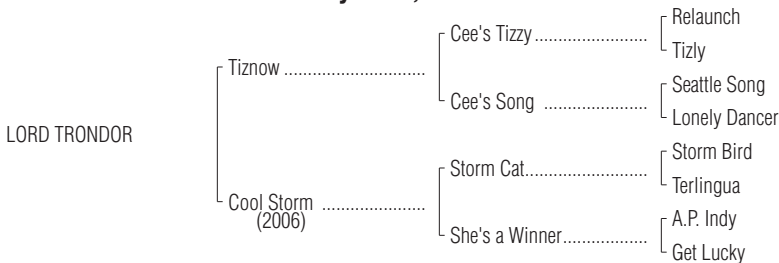 Relaunch
Cee's Tizzy
Tizly
Tiznow
Seattle Song
Cee's Song
Lonely Dancer
LORD TRONDOR
Storm Bird
Storm Cat
Terlingua
Cool Storm
(2006)
A.P. Indy
She's a Winner
Get Lucky